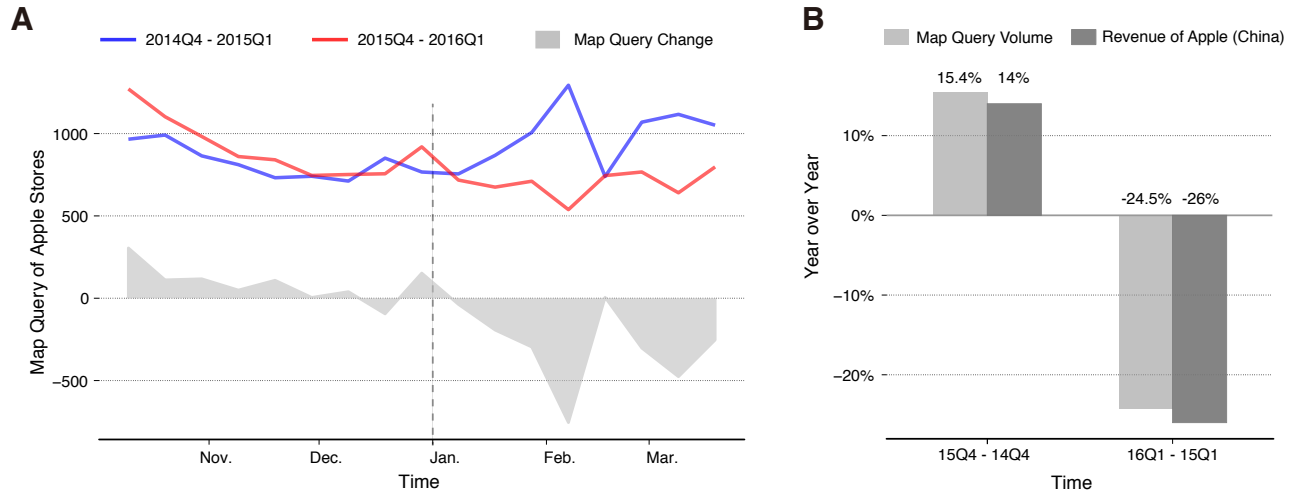 A
2014Q4 - 2015Q1
2015Q4 - 2016Q1
Map Query Change
Map Query of Apple Stores
1000
500
0
−500
Nov.
Dec.
Jan.
Feb.
Mar.
Time
B
Map Query Volume
Revenue of Apple (China)
15.4%
14%
-24.5%
-26%
Year over Year
10%
0%
−10%
−20%
15Q4 - 14Q4
16Q1 - 15Q1
Time